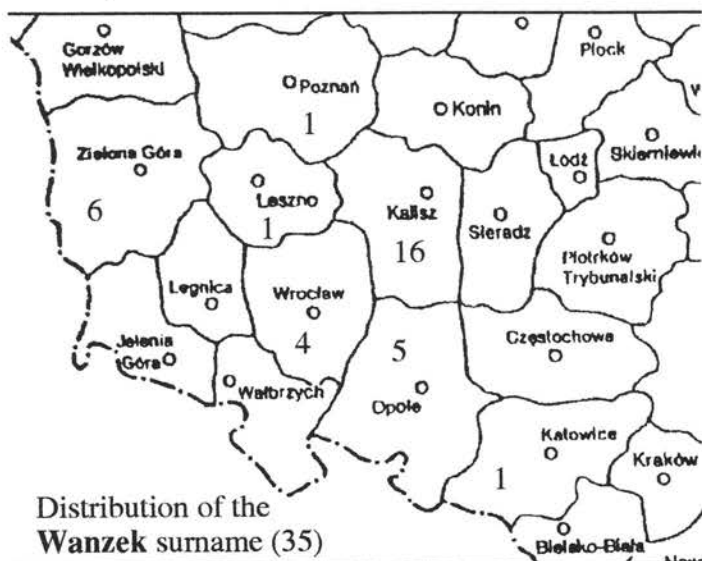 Gorzów
Wielkopolski
Płock
Poznań
1
Konin
Zielona Góra
6
Leszno
1
Kalisz
16
Sieradz
Łódź
Piotrków
Trybunalski
Legnica
Wrocław
4
Jelenia
Góra
Wałbrzych
5
Opole
Częstochowa
Katowice
1
Kraków
Bielsko-Biała
Distribution of the
Wanzek surname (35)